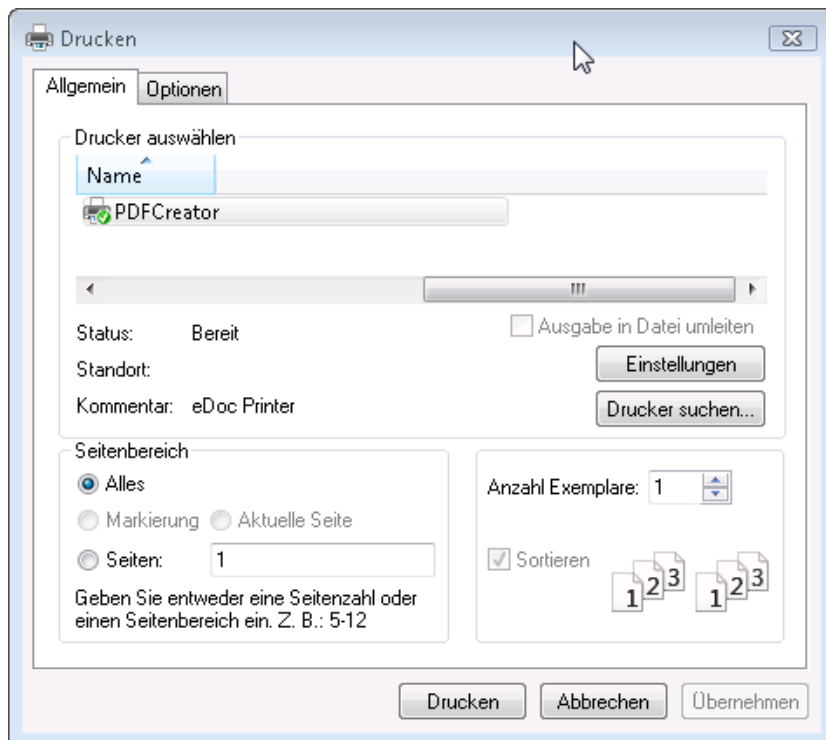 Drucken
Allgemein Optionen
Drucker auswählen
Name
PDFCreator
Status: Bereit
Ausgabe in Datei umleiten
Standort:
Einstellungen
Kommentar: eDoc Printer
Drucker suchen...
Seitenbereich
Alles
Markierung Aktuelle Seite
Seiten: 1
Geben Sie entweder eine Seitenzahl oder
einen Seitenbereich ein. Z. B.: 5-12
Anzahl Exemplare: 1
Sortieren
1 2 3 1 2 3
Drucken Abbrechen Übernehmen